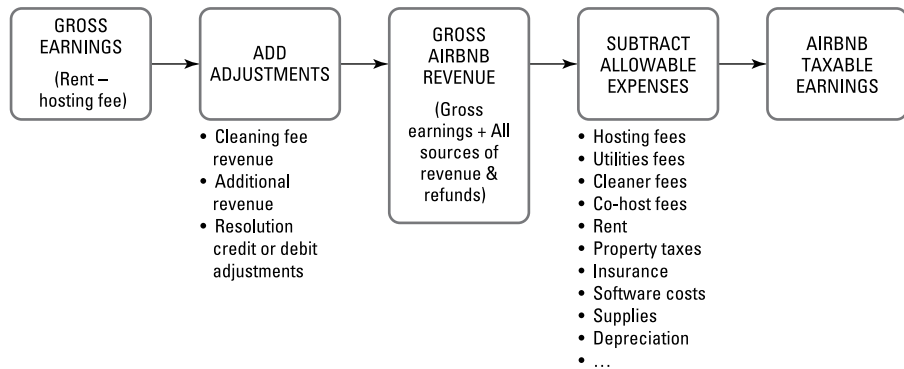 GROSS
EARNINGS
(Rent –
hosting fee)
ADD
ADJUSTMENTS
• Cleaning fee
revenue
• Additional
revenue
• Resolution
credit or debit
adjustments
GROSS
AIRBNB
REVENUE
(Gross
earnings + All
sources of
revenue &
refunds)
SUBTRACT
ALLOWABLE
EXPENSES
• Hosting fees
• Utilities fees
• Cleaner fees
• Co-host fees
• Rent
• Property taxes
• Insurance
• Software costs
• Supplies
• Depreciation
• ...
AIRBNB
TAXABLE
EARNINGS